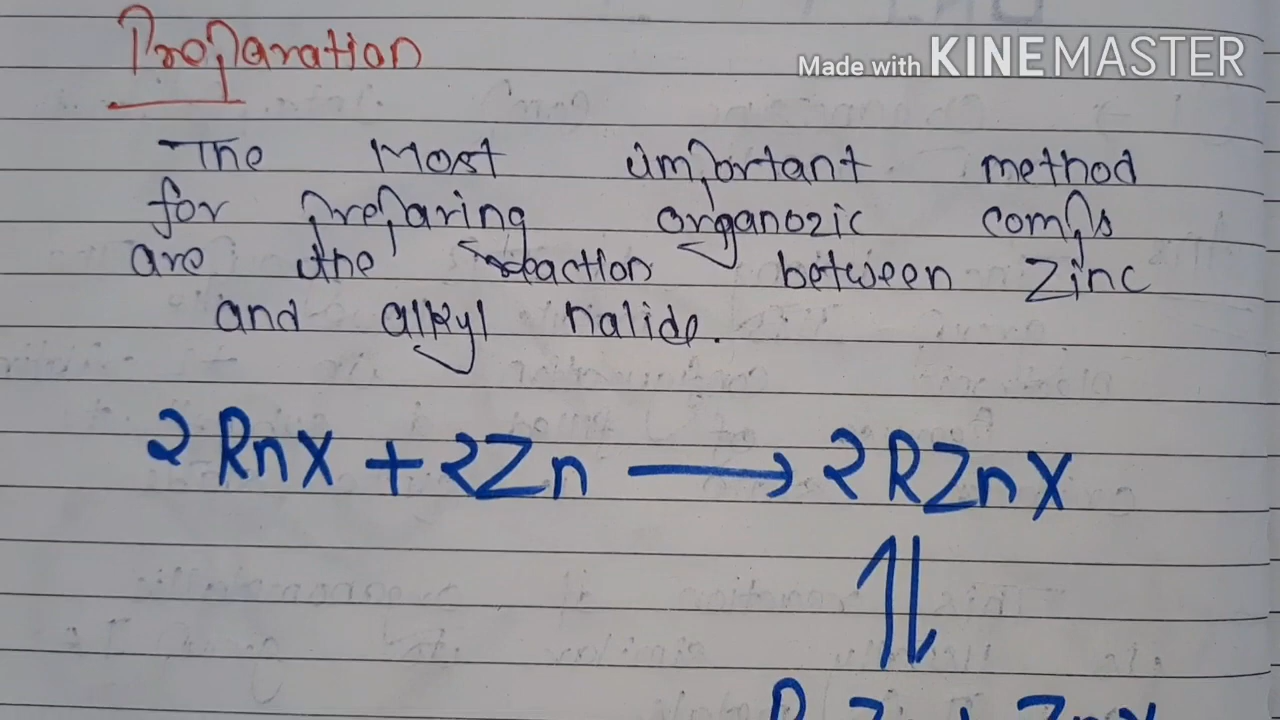 Preparation
Made with KINEMASTER
The Most important method
for preparing organozic comps
are the reaction between Zinc
and alkyl halide.
2 RnX + 2Zn ⟶ 2 RZnX
⇅